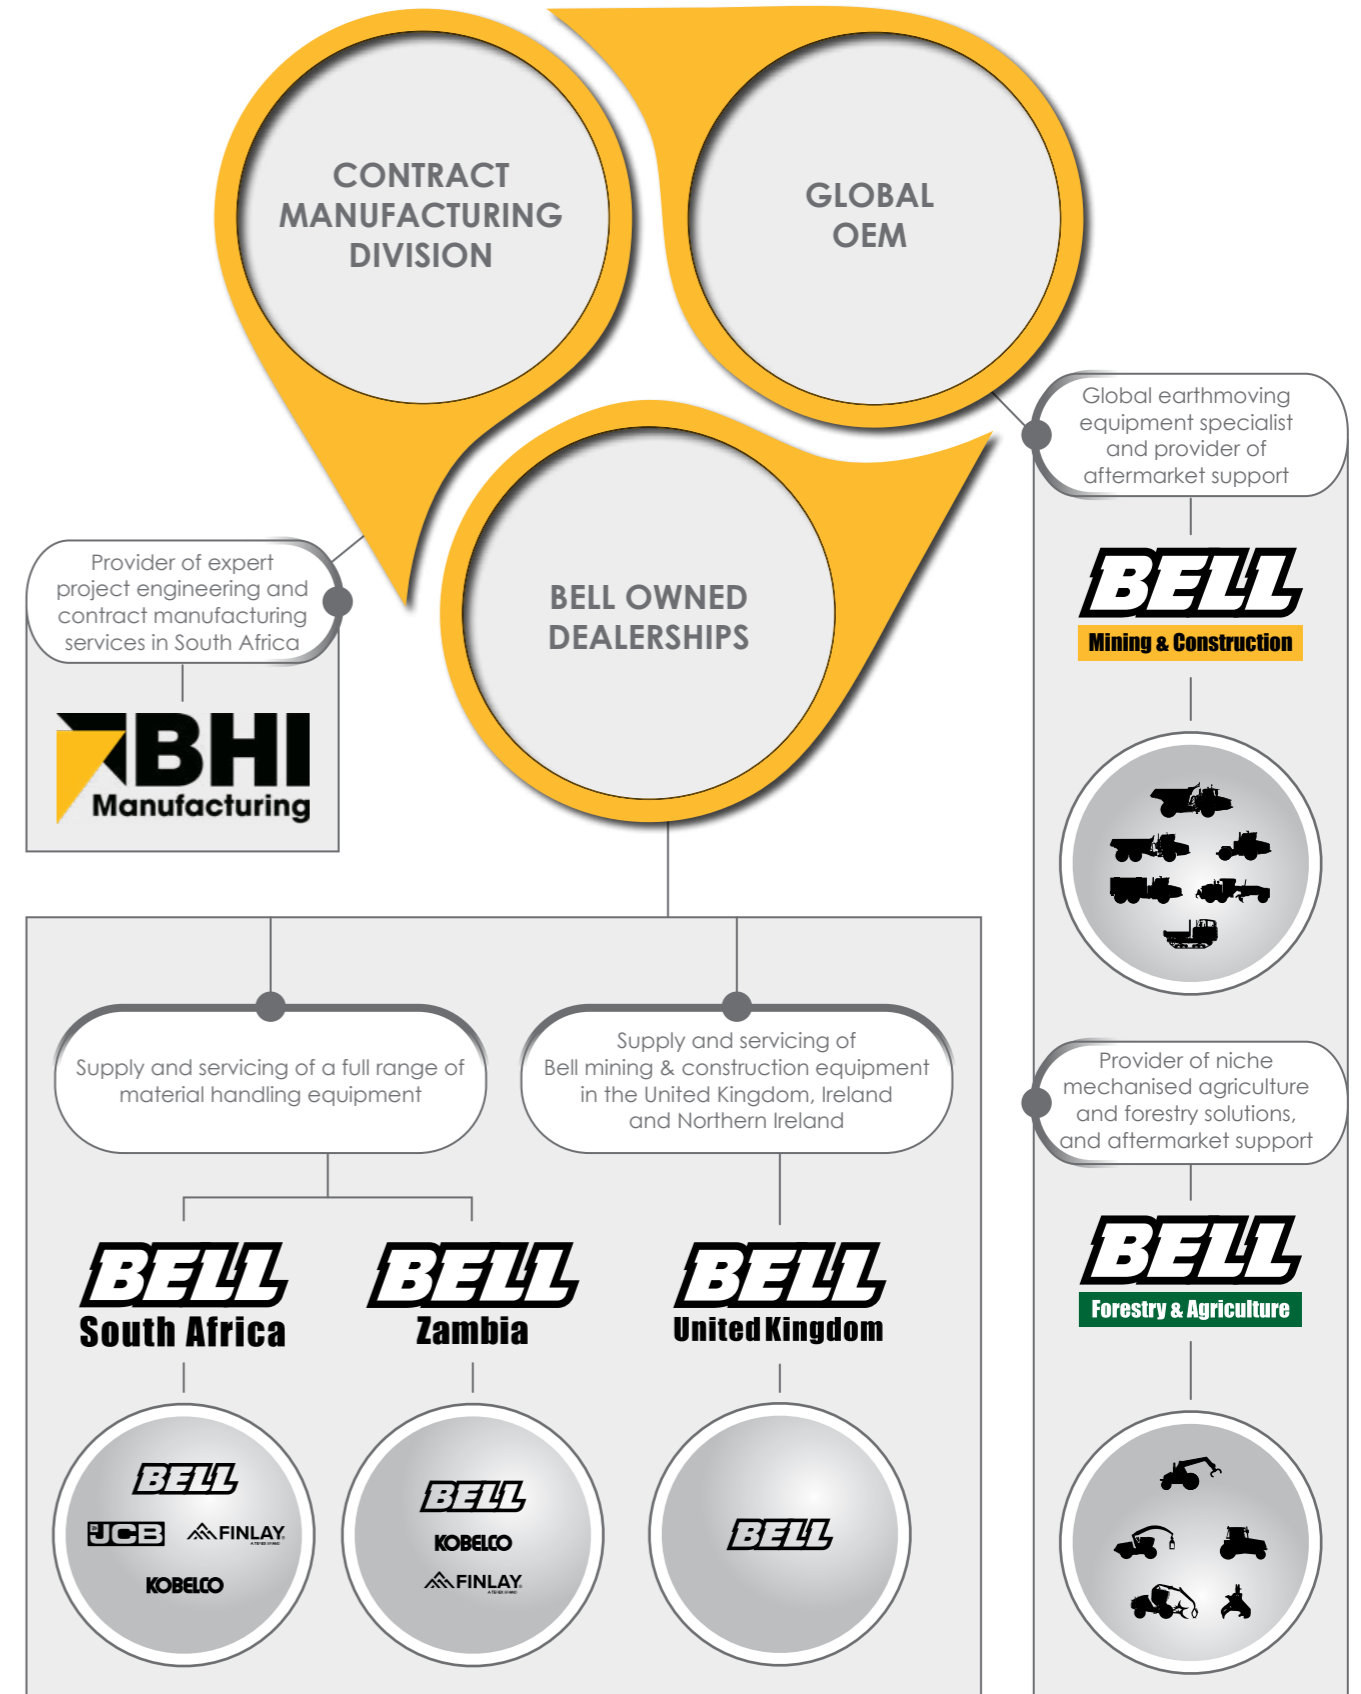 CONTRACT
MANUFACTURING
DIVISION
GLOBAL
OEM
BELL OWNED
DEALERSHIPS
Provider of expert
project engineering and
contract manufacturing
services in South Africa
BHI
Manufacturing
Global earthmoving
equipment specialist
and provider of
aftermarket support
BELL
Mining & Construction
Provider of niche
mechanised agriculture
and forestry solutions,
and aftermarket support
BELL
Forestry & Agriculture
Supply and servicing of a full range of
material handling equipment
Supply and servicing of
Bell mining & construction equipment
in the United Kingdom, Ireland
and Northern Ireland
BELL
South Africa
BELL
Zambia
BELL
United Kingdom
BELL
JCB
FINLAY
KOBELCO
BELL
KOBELCO
FINLAY
BELL